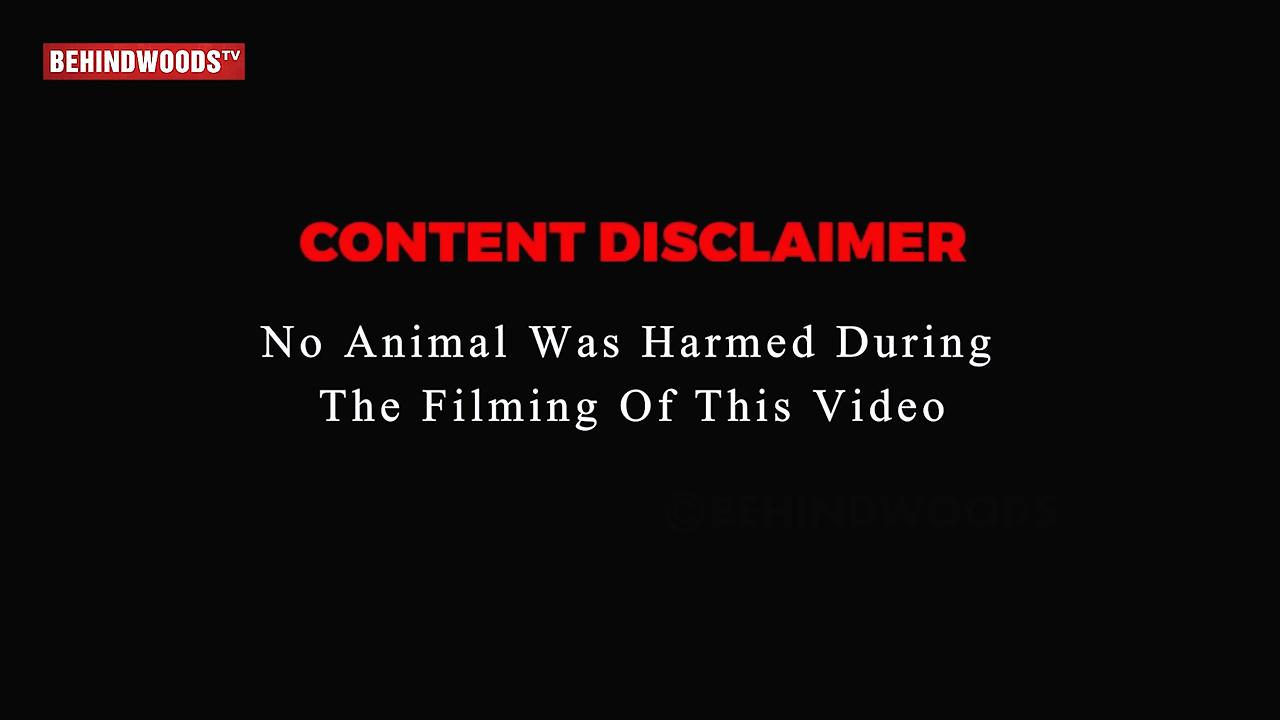 BEHINDWOODSTV
CONTENT DISCLAIMER
No Animal Was Harmed During
The Filming Of This Video
©BEHINDWOODS